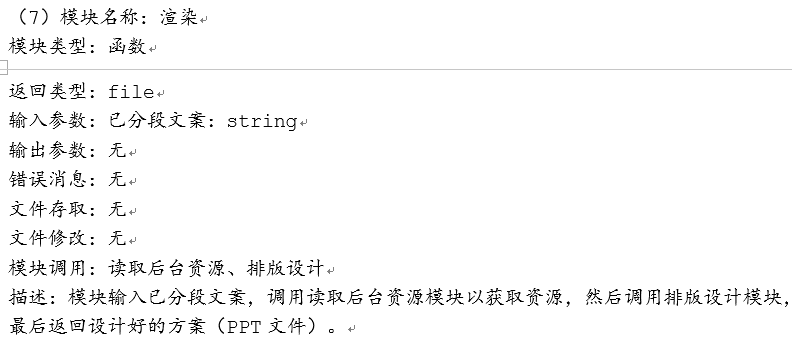 （7）模块名称：渲染
模块类型：函数
返回类型：file
输入参数：已分段文案：string
输出参数：无
错误消息：无
文件存取：无
文件修改：无
模块调用：读取后台资源、排版设计
描述：模块输入已分段文案，调用读取后台资源模块以获取资源，然后调用排版设计模块，
最后返回设计好的方案（PPT 文件）。